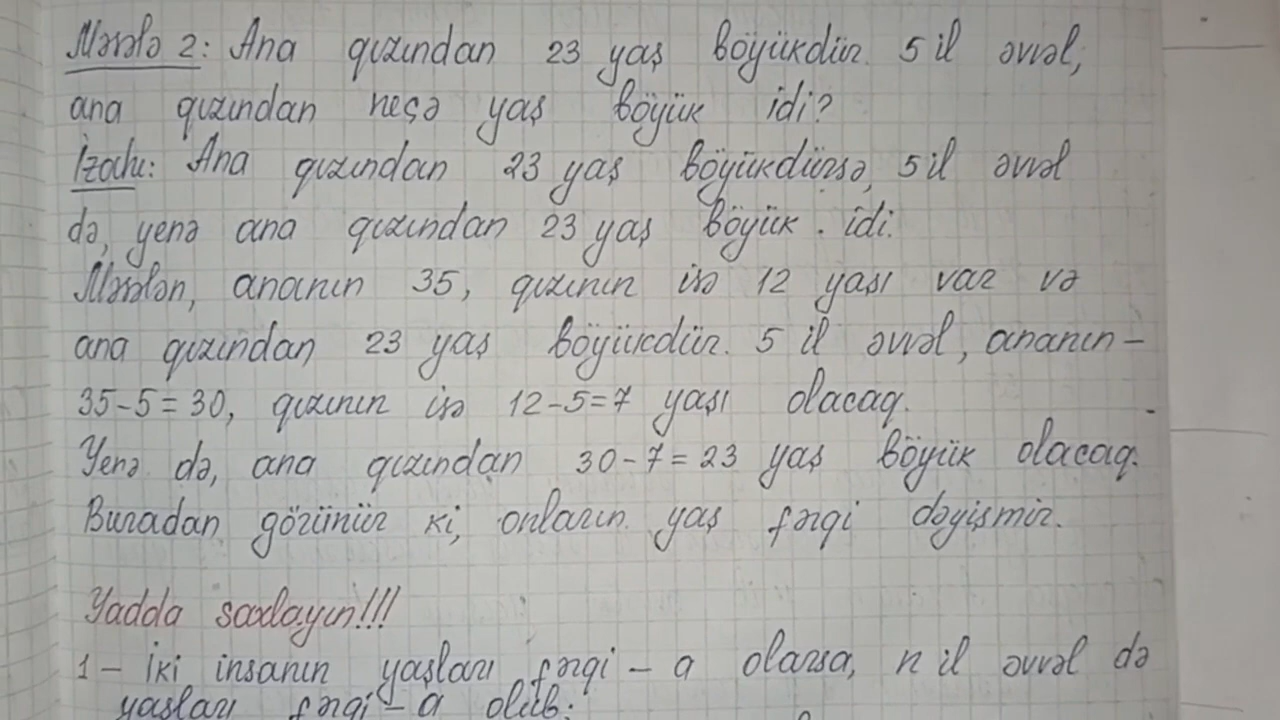 Məsələ 2: Ana qızından 23 yaş böyükdür. 5 il əvvəl,
ana qızından neçə yaş böyük idi?
İzahı: Ana qızından 23 yaş böyükdürsə, 5 il əvvəl
də, yenə ana qızından 23 yaş böyük idi.
Məsələn, ananın 35, qızının isə 12 yaşı var və
ana qızından 23 yaş böyükdür. 5 il əvvəl, ananın –
35-5=30, qızının isə 12-5=7 yaşı olacaq.
Yenə də, ana qızından 30-7=23 yaş böyük olacaq.
Buradan görünür ki, onların yaş fərqi dəyişmir.
Yadda saxlayın!!!
1 – İki insanın yaşları fərqi – a olarsa, n il əvvəl də
yaşları fərqi – a olub;